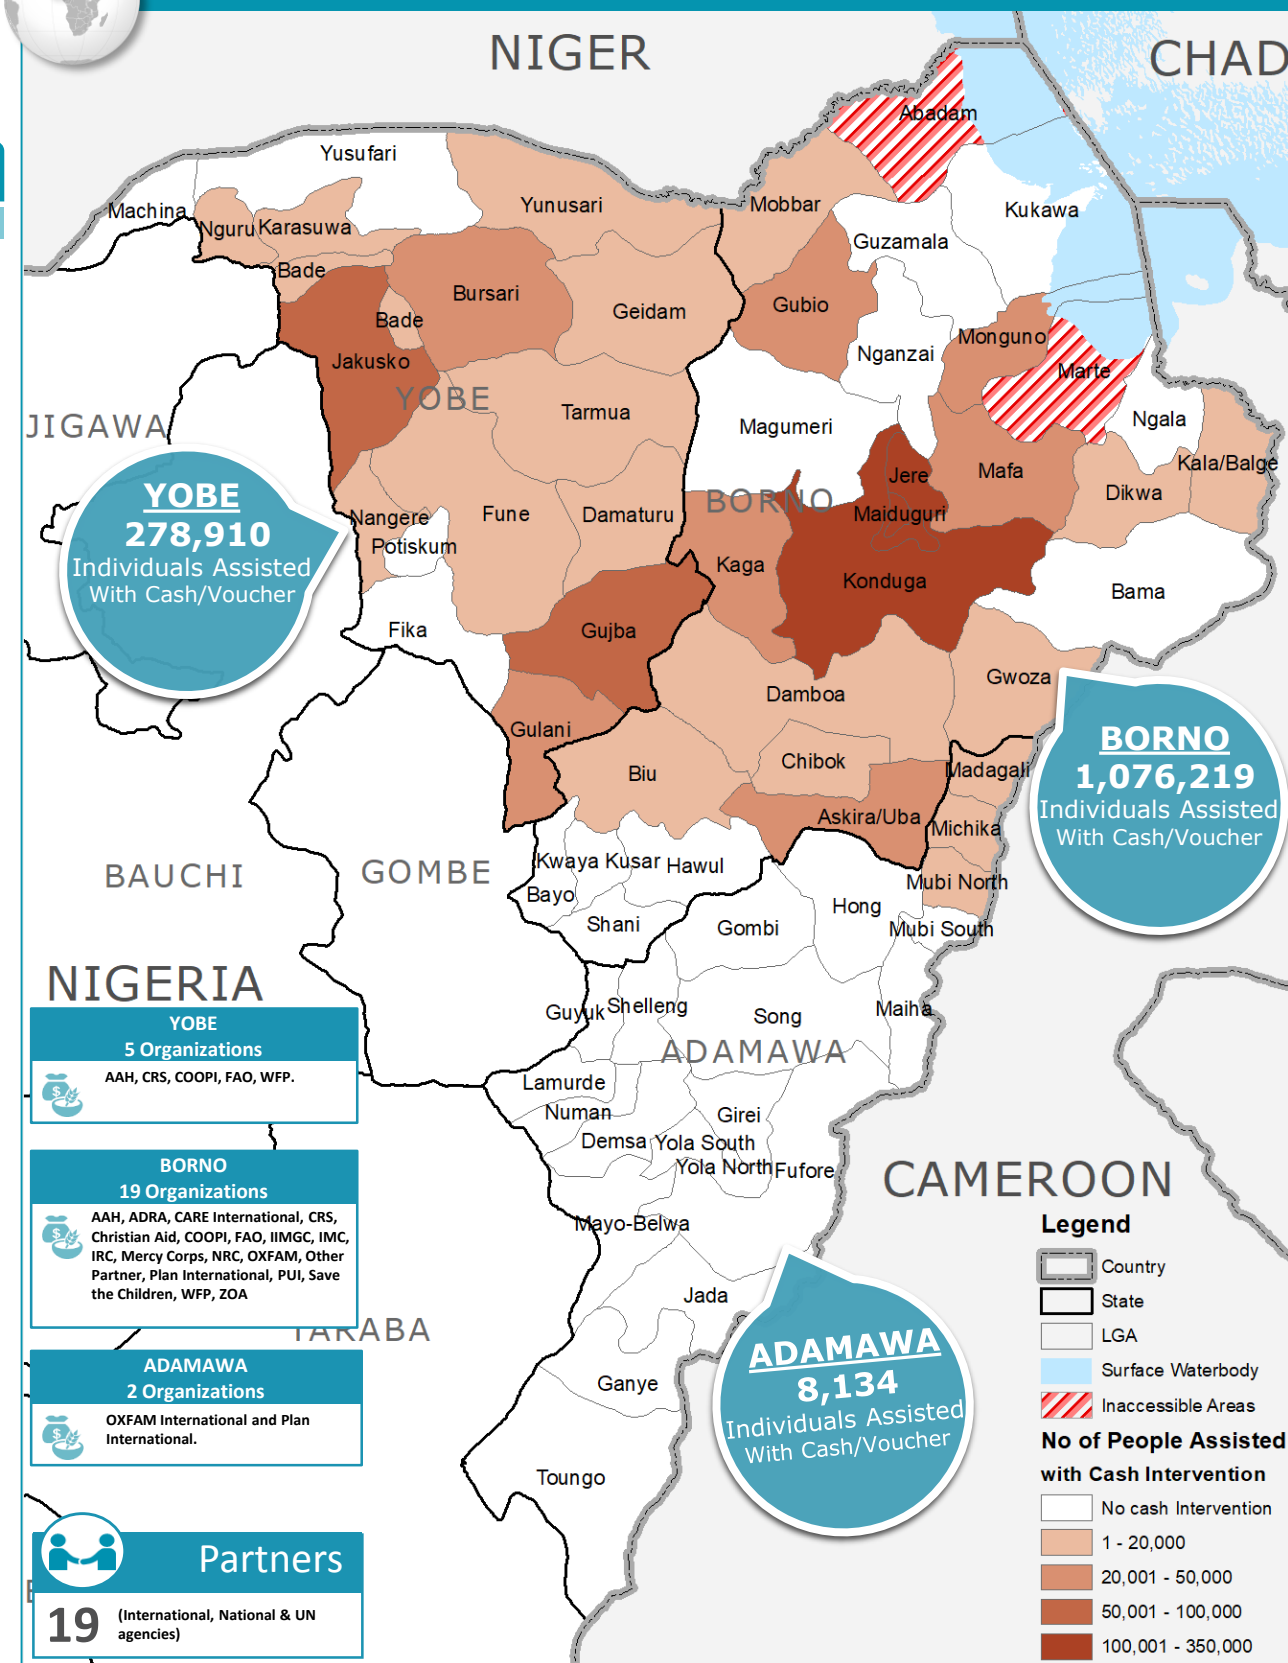 NIGER
CHAD
Abadam
Yusufari
Machina
Nguru
Karasuwa
Yunusari
Mobbar
Kukawa
Guzamala
Bade
Bursari
Geidam
Gubio
Bade
Jakusko
Nganzai
Monguno
Marte
YOBE
Tarmua
JIGAWA
Magumeri
Ngala
Kala/Balge
Jere
Mafa
Dikwa
BORNO
Maiduguri
Nangere
Fune
Damaturu
Potiskum
Kaga
Konduga
Bama
Fika
Gujba
Gwoza
Damboa
Gulani
Biu
Chibok
Madagali
Askira/Uba
Michika
Kwaya Kusar
Hawul
Mubi North
BAUCHI
GOMBE
Bayo
Hong
Shani
Gombi
Mubi South
NIGERIA
Guyuk
Shelleng
Song
Maiha
ADAMAWA
Lamurde
Numan
Girei
Demsa
Yola South
Yola North
Fufore
CAMEROON
Mayo-Belwa
Jada
TARABA
Ganye
Toungo
YOBE
278,910
Individuals Assisted
With Cash/Voucher
BORNO
1,076,219
Individuals Assisted
With Cash/Voucher
ADAMAWA
8,134
Individuals Assisted
With Cash/Voucher
YOBE
5 Organizations
AAH, CRS, COOPI, FAO, WFP.
BORNO
19 Organizations
AAH, ADRA, CARE International, CRS,
Christian Aid, COOPI, FAO, IIMGC, IMC,
IRC, Mercy Corps, NRC, OXFAM, Other
Partner, Plan International, PUI, Save
the Children, WFP, ZOA
ADAMAWA
2 Organizations
OXFAM International and Plan
International.
Partners
19
(International, National & UN
agencies)
Legend
Country
State
LGA
Surface Waterbody
Inaccessible Areas
No of People Assisted
with Cash Intervention
No cash Intervention
1 - 20,000
20,001 - 50,000
50,001 - 100,000
100,001 - 350,000